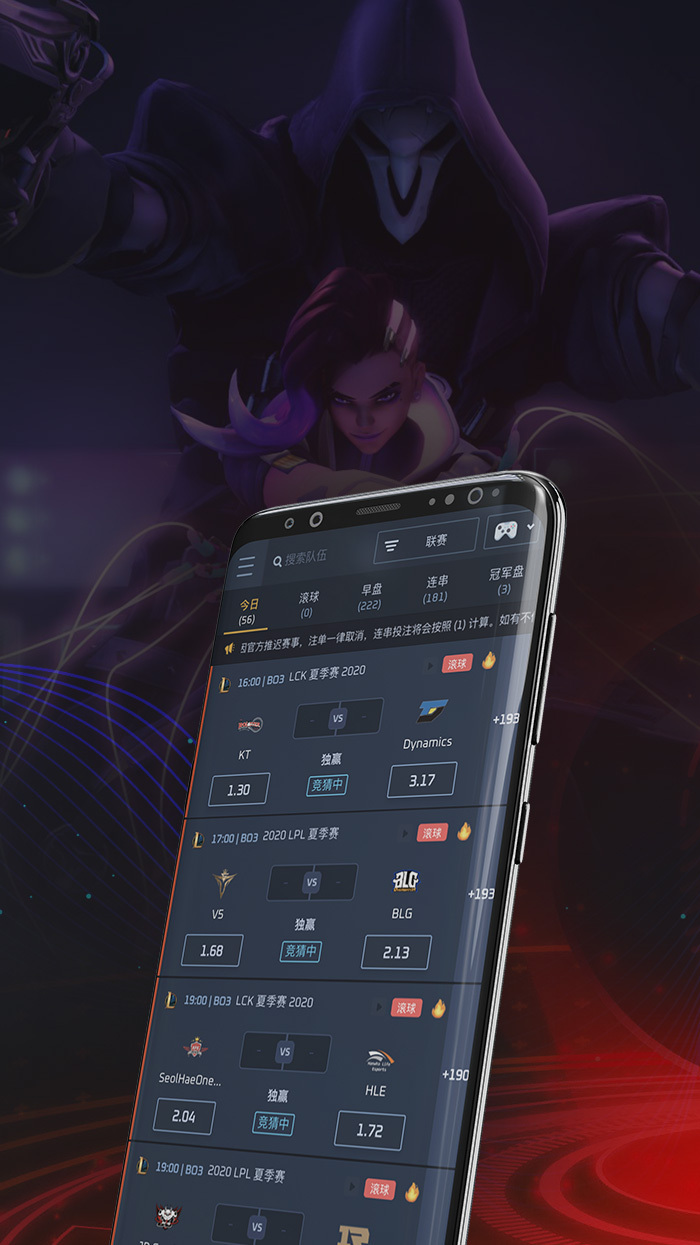 搜索队伍
联赛
今日 (56)
滚球 (0)
早盘 (222)
连串 (181)
冠军盘 (3)
官方推迟赛事，注单一律取消，连串投注将会按照 (1) 计算。如有不
16:00 | BO3 LCK 夏季赛 2020
滚球
- VS -
+193
KT
独赢
Dynamics
1.30
竞猜中
3.17
17:00 | BO3 2020 LPL 夏季赛
滚球
- VS -
BLG
+193
V5
独赢
BLG
1.68
竞猜中
2.13
19:00 | BO3 LCK 夏季赛 2020
滚球
- VS -
+190
SeolHaeOne...
独赢
HLE
2.04
竞猜中
1.72
19:00 | BO3 2020 LPL 夏季赛
滚球
VS